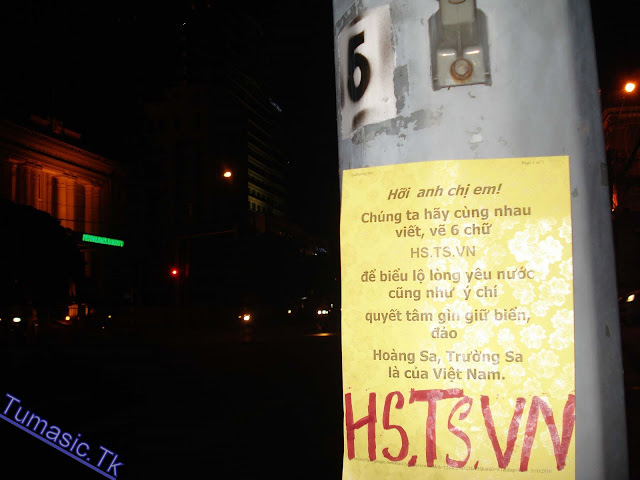 6
Hỡi anh chị em!
Chúng ta hãy cùng nhau
viết, vẽ 6 chữ
HS.TS.VN
để biểu lộ lòng yêu nước
cũng như ý chí
quyết tâm gìn giữ biển,
đảo
Hoàng Sa, Trường Sa
là của Việt Nam.
HS.TS.VN
Tumasic.Tk